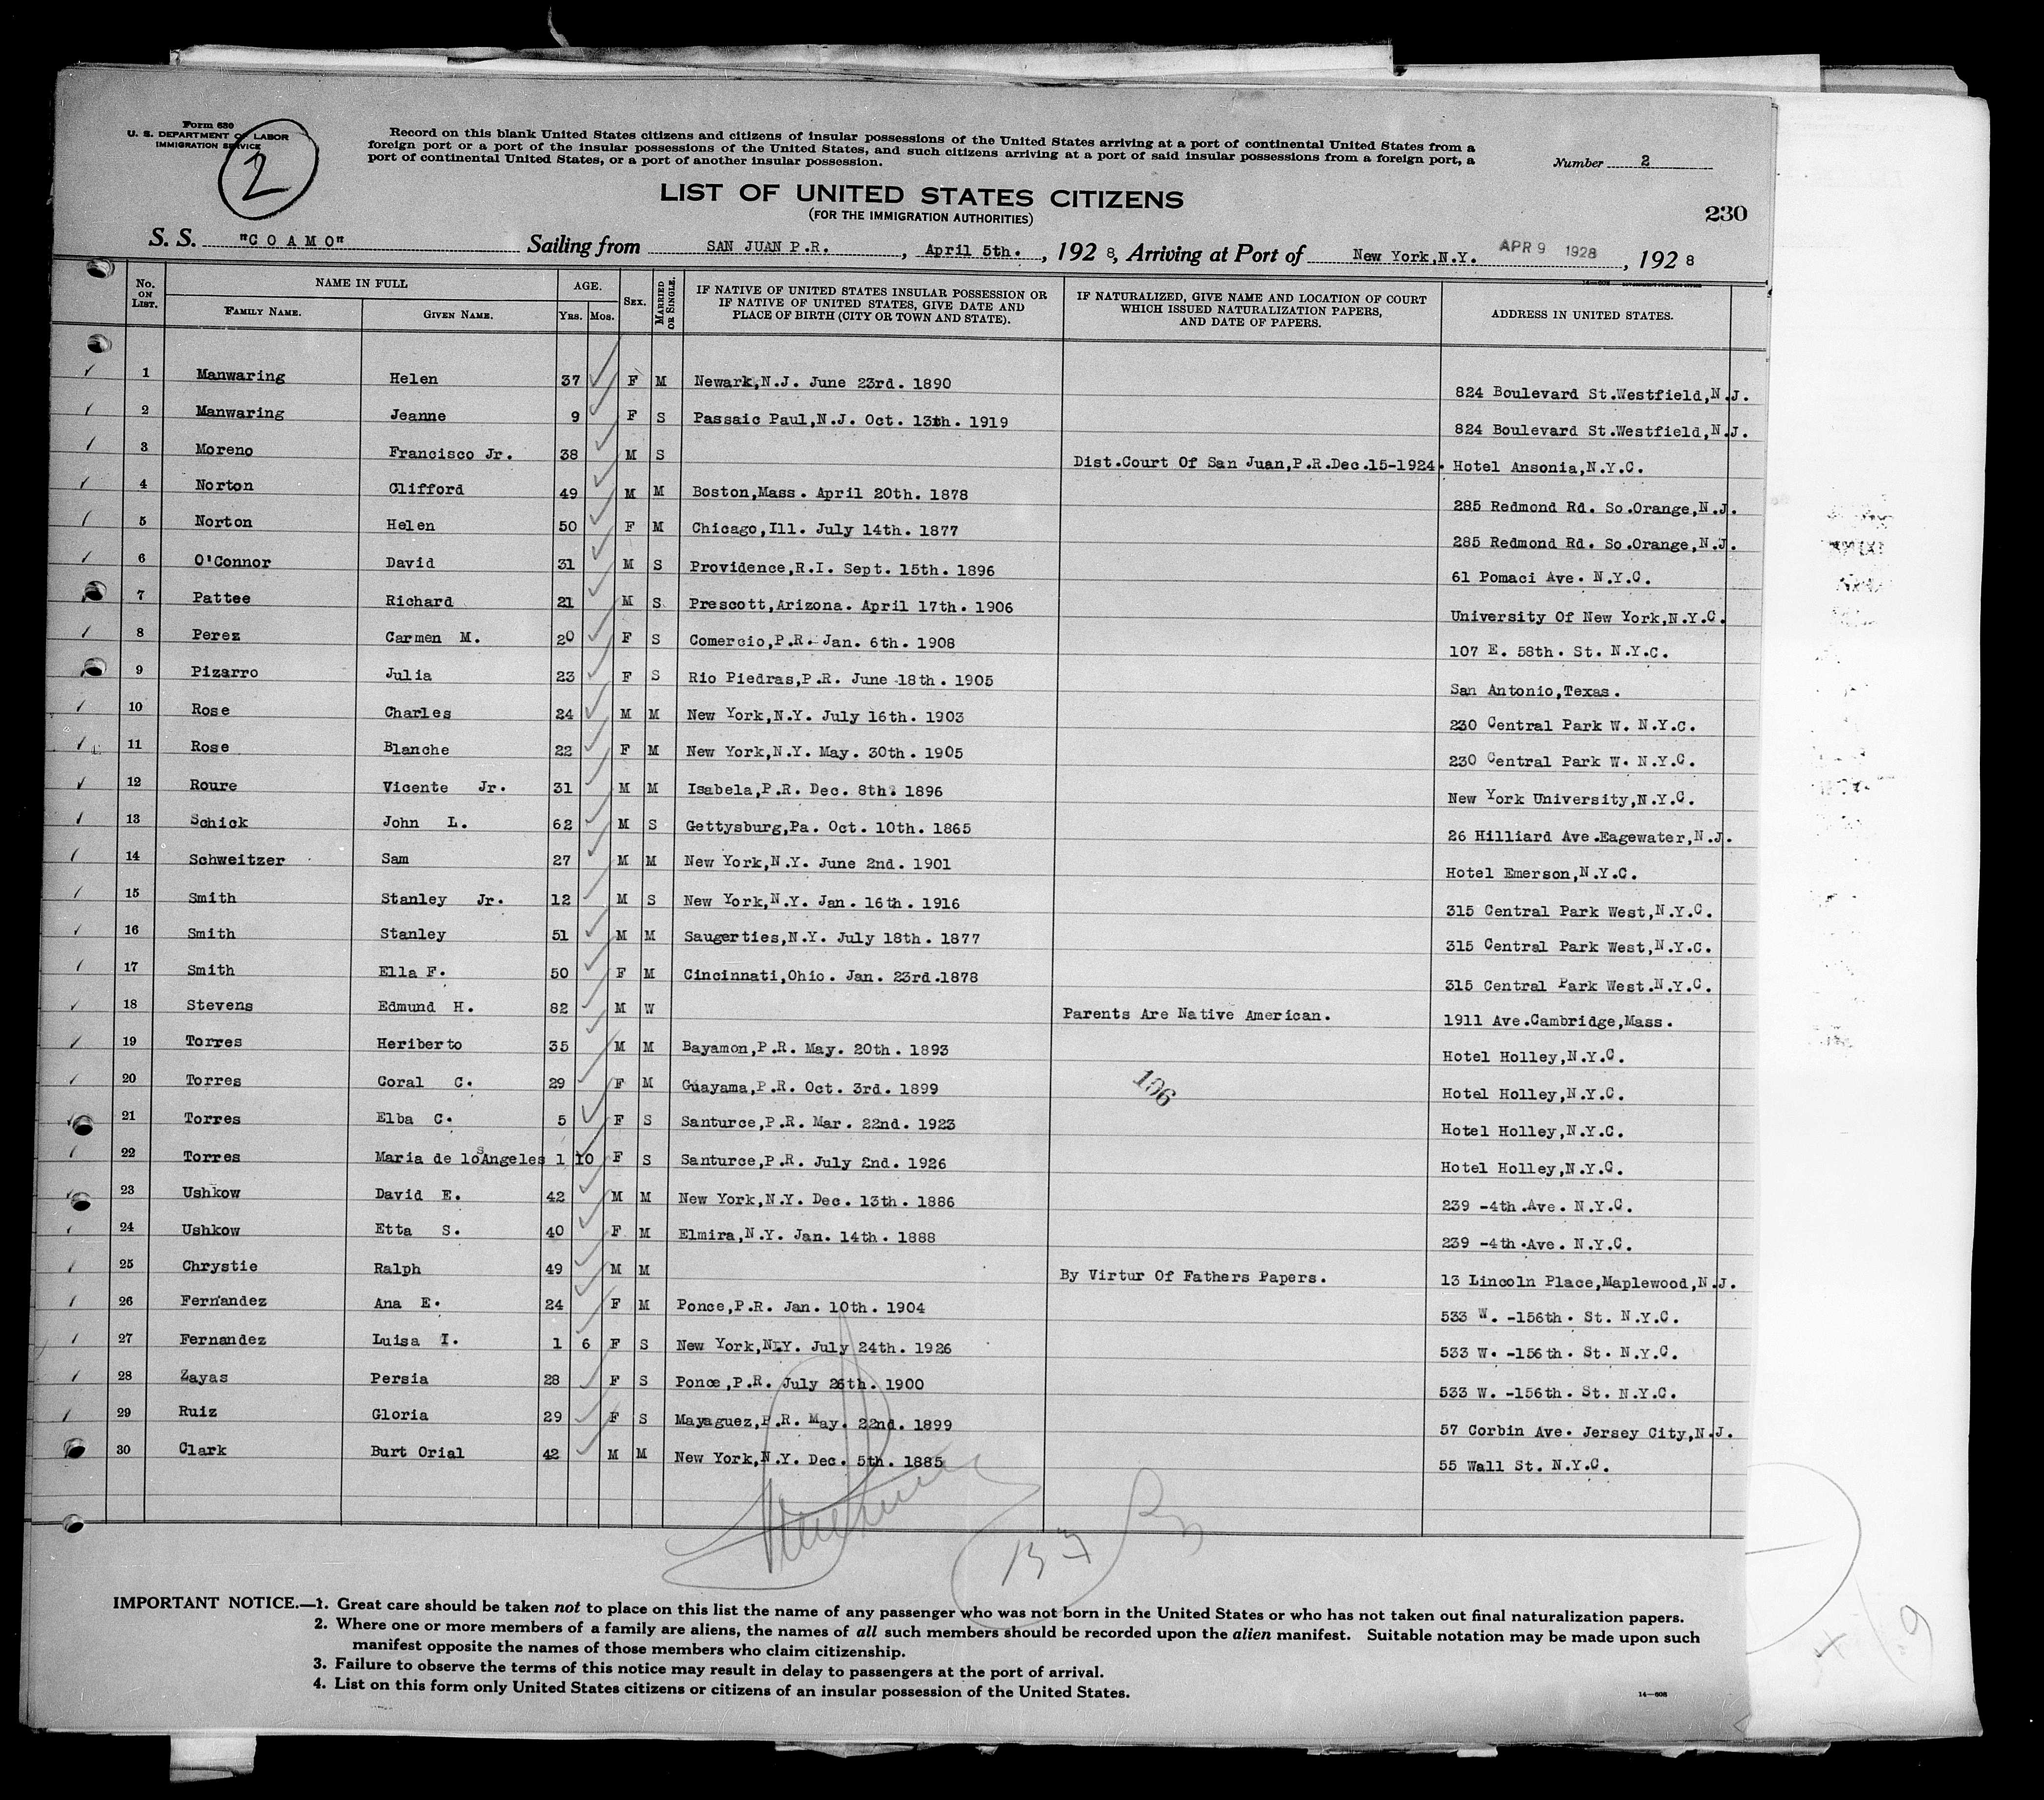 Form 630
U. S. DEPARTMENT OF LABOR
IMMIGRATION SERVICE
2
Record on this blank United States citizens and citizens of insular possessions of the United States arriving at a port of continental United States from a
foreign port or a port of the insular possessions of the United States, and such citizens arriving at a port of said insular possessions from a foreign port, a
port of continental United States, or a port of another insular possession.
Number 2
LIST OF UNITED STATES CITIZENS
(FOR THE IMMIGRATION AUTHORITIES)
230
S. S. "C O A M O" Sailing from SAN JUAN P.R. , April 5th. , 192 8, Arriving at Port of New York,N.Y. APR 9 1928 , 192 8
No. ON LIST. NAME IN FULL FAMILY NAME. GIVEN NAME. AGE. YRS. MOS. SEX. MARRIED OR SINGLE. IF NATIVE OF UNITED STATES INSULAR POSSESSION OR IF NATIVE OF UNITED STATES, GIVE DATE AND PLACE OF BIRTH (CITY OR TOWN AND STATE). IF NATURALIZED, GIVE NAME AND LOCATION OF COURT WHICH ISSUED NATURALIZATION PAPERS, AND DATE OF PAPERS. ADDRESS IN UNITED STATES.
1 Manwaring Helen 37 F M Newark,N.J. June 23rd. 1890 824 Boulevard St.Westfield,N.J.
2 Manwaring Jeanne 9 F S Passaic Paul,N.J. Oct. 13th. 1919 824 Boulevard St.Westfield,N.J.
3 Moreno Francisco Jr. 38 M S Dist.Court Of San Juan,P.R.Dec.15-1924. Hotel Ansonia,N.Y.C.
4 Norton Clifford 49 M M Boston,Mass. April 20th. 1878 285 Redmond Rd. So.Orange,N.J.
5 Norton Helen 50 F M Chicago,Ill. July 14th. 1877 285 Redmond Rd. So.Orange,N.J.
6 O'Connor David 31 M S Providence,R.I. Sept. 15th. 1896 61 Pomaci Ave. N.Y.C.
7 Pattee Richard 21 M S Prescott,Arizona. April 17th. 1906 University Of New York,N.Y.C.
8 Perez Carmen M. 20 F S Comercio,P.R. Jan. 6th. 1908 107 E. 58th. St. N.Y.C.
9 Pizarro Julia 23 F S Rio Piedras,P.R. June 18th. 1905 San Antonio,Texas.
10 Rose Charles 24 M M New York,N.Y. July 16th. 1903 230 Central Park W. N.Y.C.
11 Rose Blanche 22 F M New York,N.Y. May. 30th. 1905 230 Central Park W. N.Y.C.
12 Roure Vicente Jr. 31 M M Isabela,P.R. Dec. 8th. 1896 New York University,N.Y.C.
13 Schick John L. 62 M S Gettysburg,Pa. Oct. 10th. 1865 26 Hilliard Ave.Eagewater,N.J.
14 Schweitzer Sam 27 M M New York,N.Y. June 2nd. 1901 Hotel Emerson,N.Y.C.
15 Smith Stanley Jr. 12 M S New York,N.Y. Jan. 16th. 1916 315 Central Park West,N.Y.C.
16 Smith Stanley 51 M M Saugerties,N.Y. July 18th. 1877 315 Central Park West,N.Y.C.
17 Smith Ella F. 50 F M Cincinnati,Ohio. Jan. 23rd.1878 315 Central Park West.N.Y.C.
18 Stevens Edmund H. 82 M W Parents Are Native American. 1911 Ave.Cambridge,Mass.
19 Torres Heriberto 35 M M Bayamon,P.R. May. 20th. 1893 Hotel Holley,N.Y.C.
20 Torres Coral C. 29 F M Guayama,P.R. Oct. 3rd. 1899 106 Hotel Holley,N.Y.C.
21 Torres Elba C. 5 F S Santurce,P.R. Mar. 22nd. 1923 Hotel Holley,N.Y.C.
22 Torres Maria de los Angeles 1 10 F S Santurce,P.R. July 2nd. 1926 Hotel Holley,N.Y.C.
23 Ushkow David E. 42 M M New York,N.Y. Dec. 13th. 1886 239 -4th.Ave. N.Y.C.
24 Ushkow Etta S. 40 F M Elmira,N.Y. Jan. 14th. 1888 239 -4th.Ave. N.Y.C.
25 Chrystie Ralph 49 M M By Virtur Of Fathers Papers. 13 Lincoln Place,Maplewood,N.J.
26 Fernandez Ana E. 24 F M Ponce,P.R. Jan. 10th. 1904 533 W. -156th. St. N.Y.C.
27 Fernandez Luisa I. 1 6 F S New York,N.Y. July 24th. 1926 533 W. -156th. St. N.Y.C.
28 Zayas Persia 28 F S Ponce,P.R. July 26th. 1900 533 W. -156th. St. N.Y.C.
29 Ruiz Gloria 29 F S Mayaguez,P.R. May. 22nd. 1899 57 Corbin Ave. Jersey City,N.J.
30 Clark Burt Orial 42 M M New York,N.Y. Dec. 5th. 1885 55 Wall St. N.Y.C.
IMPORTANT NOTICE.—1. Great care should be taken not to place on this list the name of any passenger who was not born in the United States or who has not taken out final naturalization papers.
2. Where one or more members of a family are aliens, the names of all such members should be recorded upon the alien manifest. Suitable notation may be made upon such
manifest opposite the names of those members who claim citizenship.
3. Failure to observe the terms of this notice may result in delay to passengers at the port of arrival.
4. List on this form only United States citizens or citizens of an insular possession of the United States.
14—608